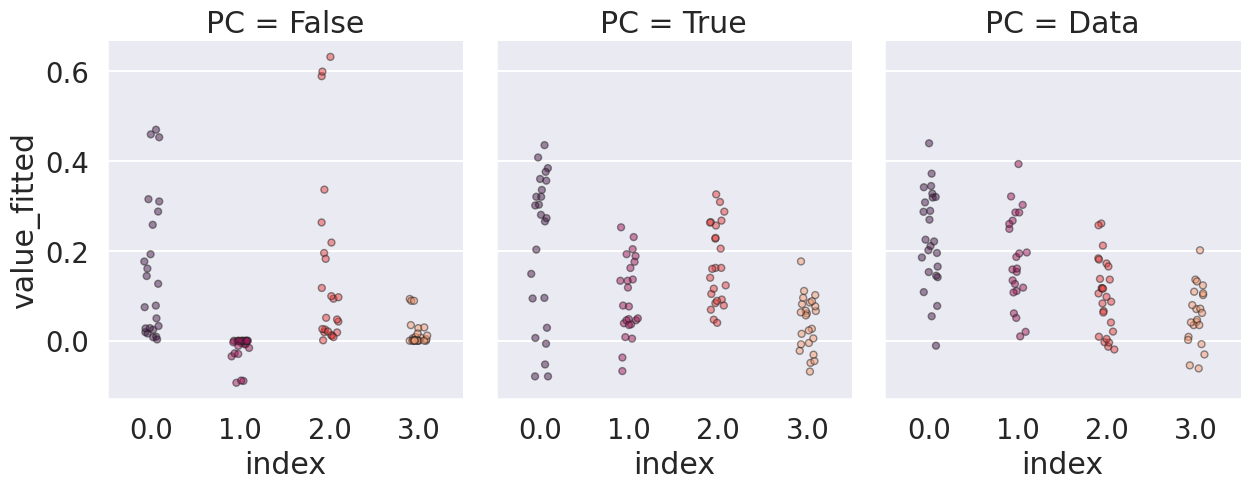 PC = False PC = True PC = Data
value_fitted
0.6
0.4
0.2
0.0
0.0 1.0 2.0 3.0 0.0 1.0 2.0 3.0 0.0 1.0 2.0 3.0
index index index